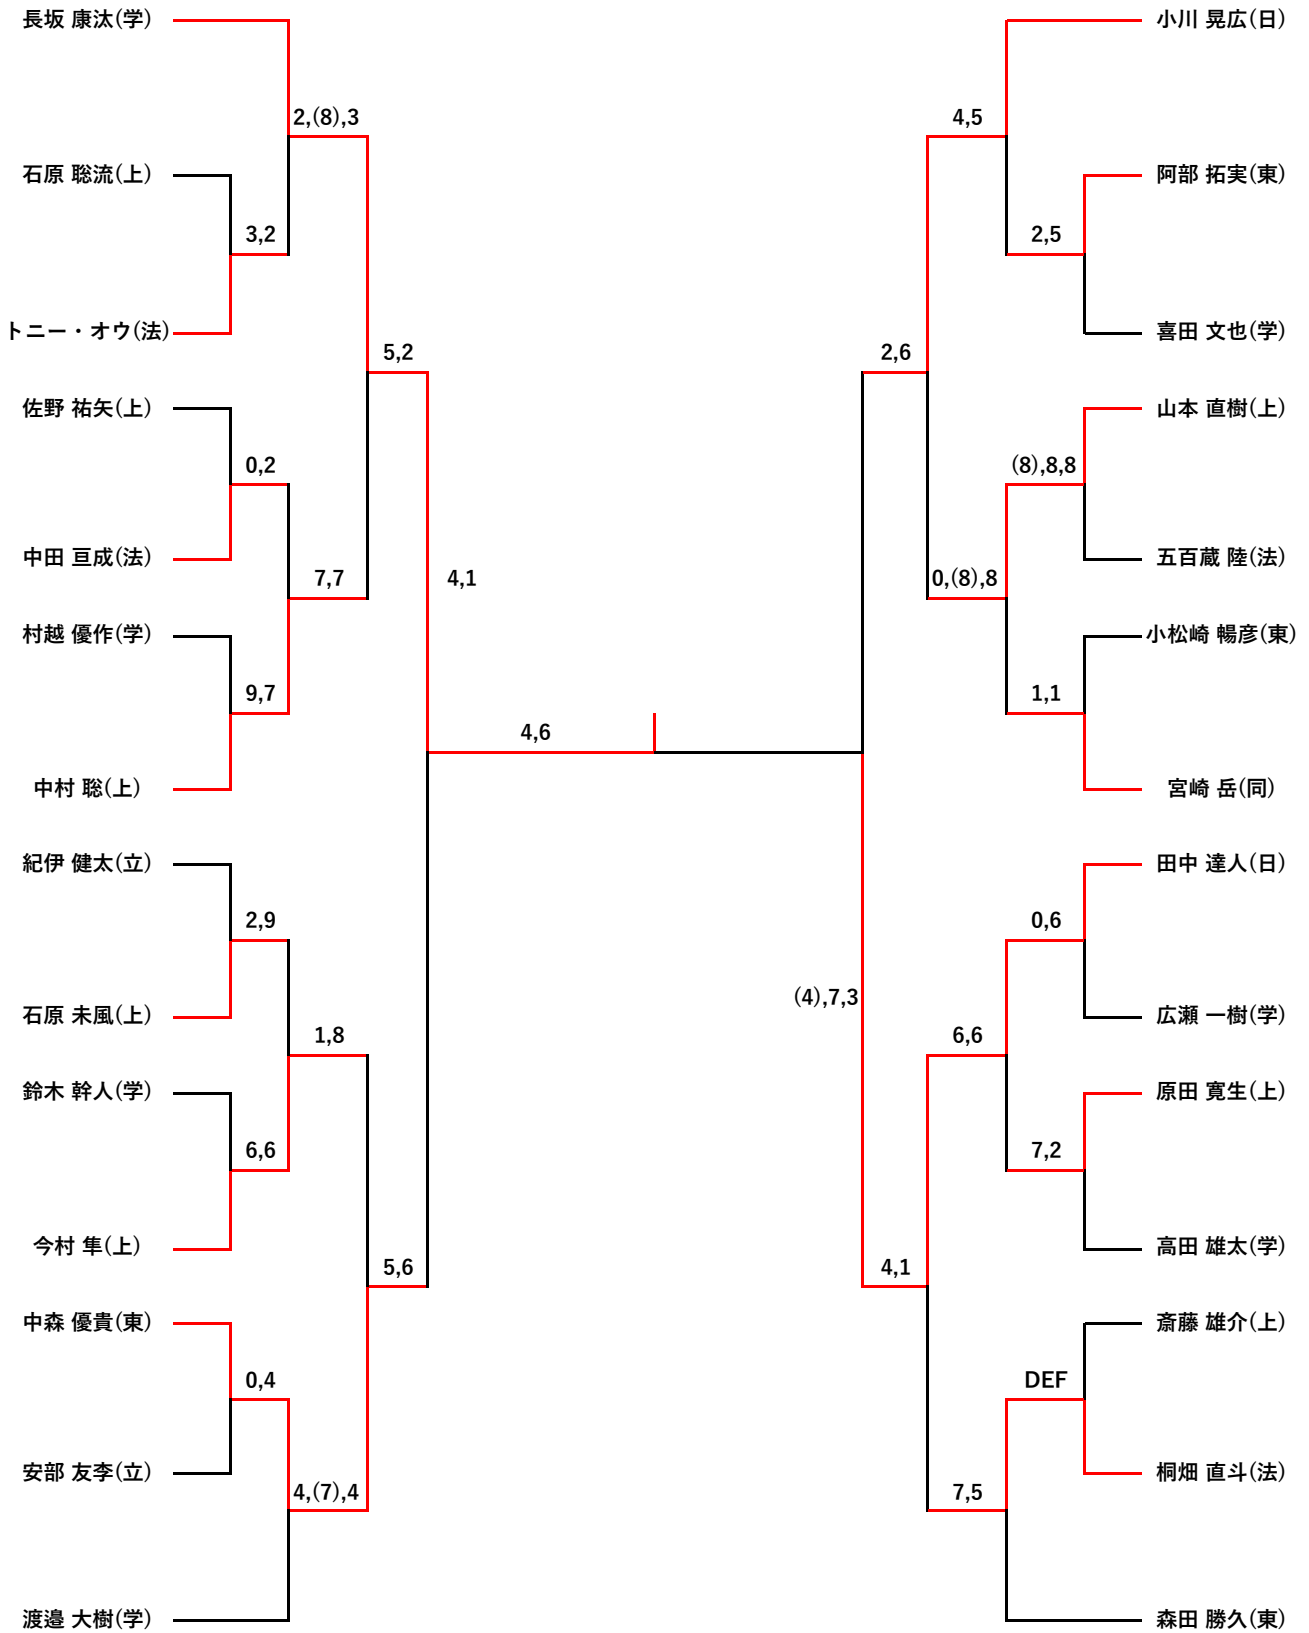 長坂 康汰(学)
石原 聡流(上)
トニー・オウ(法)
佐野 祐矢(上)
中田 亘成(法)
村越 優作(学)
中村 聡(上)
紀伊 健太(立)
石原 未風(上)
鈴木 幹人(学)
今村 隼(上)
中森 優貴(東)
安部 友李(立)
渡邉 大樹(学)
2,(8),3
3,2
5,2
0,2
7,7
9,7
4,1
2,9
1,8
6,6
5,6
0,4
4,(7),4
4,6
(4),7,3
4,5
2,5
2,6
(8),8,8
0,(8),8
1,1
0,6
6,6
7,2
4,1
DEF
7,5
小川 晃広(日)
阿部 拓実(東)
喜田 文也(学)
山本 直樹(上)
五百蔵 陸(法)
小松崎 暢彦(東)
宮崎 岳(同)
田中 達人(日)
広瀬 一樹(学)
原田 寛生(上)
高田 雄太(学)
斎藤 雄介(上)
桐畑 直斗(法)
森田 勝久(東)